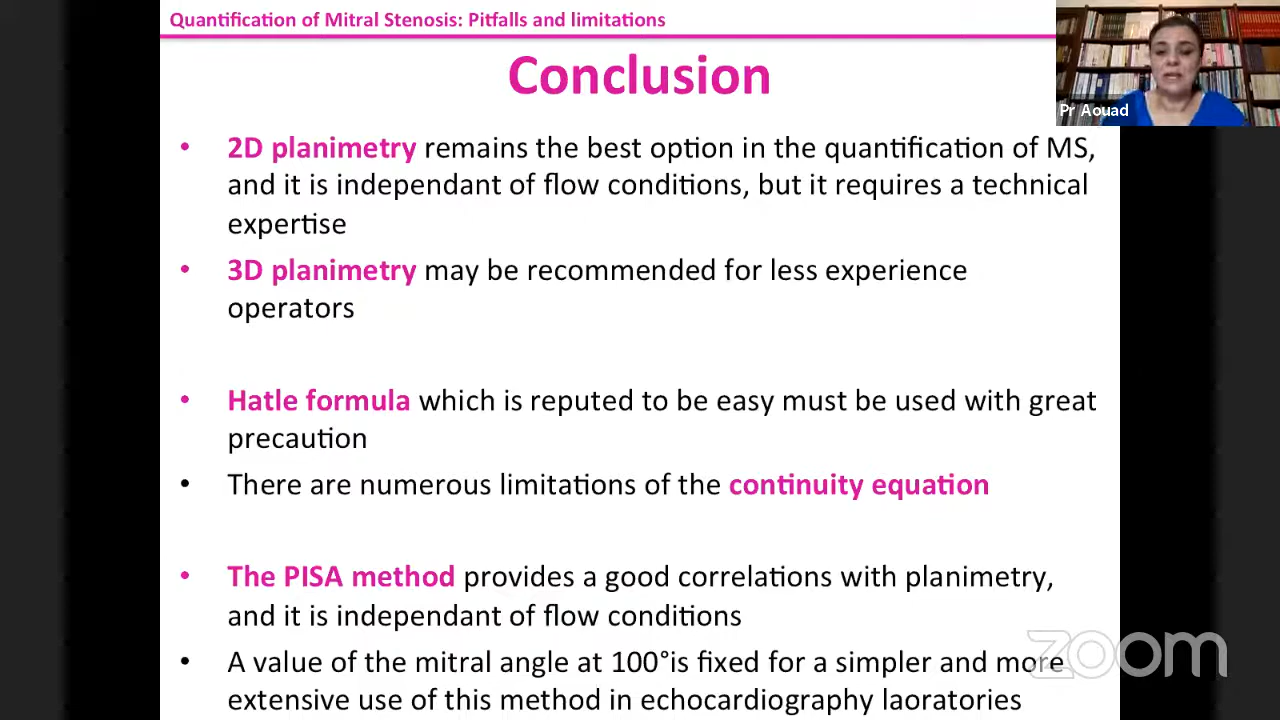 Quantification of Mitral Stenosis: Pitfalls and limitations
Conclusion
Pr Aouad
• 2D planimetry remains the best option in the quantification of MS,
and it is independant of flow conditions, but it requires a technical
expertise
• 3D planimetry may be recommended for less experience
operators
• Hatle formula which is reputed to be easy must be used with great
precaution
• There are numerous limitations of the continuity equation
• The PISA method provides a good correlations with planimetry,
and it is independant of flow conditions
• A value of the mitral angle at 100°is fixed for a simpler and more
extensive use of this method in echocardiography laoratories
zoom